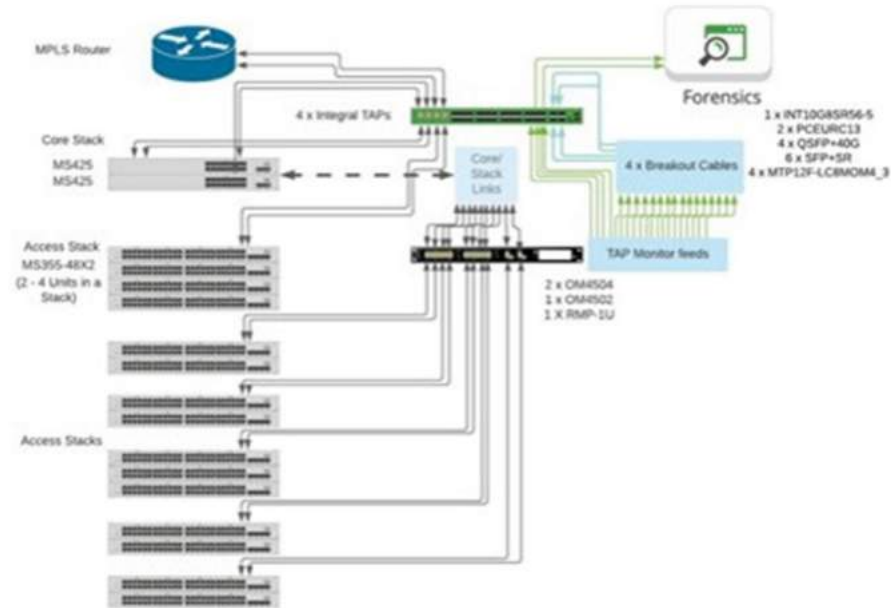 MPLS Router
4 x Integral TAPs
Forensics
1 x INT10G8SR56-5
2 x PCEURC13
4 x QSFP+40G
6 x SFP+SR
4 x MTP12F-LC8MOM4_3
Core Stack
MS425
MS425
Core/
Stack
Links
4 x Breakout Cables
TAP Monitor feeds
Access Stack
MS355-48X2
(2 - 4 Units in a
Stack)
2 x OM4504
1 x OM4502
1 X RMP-1U
Access Stacks